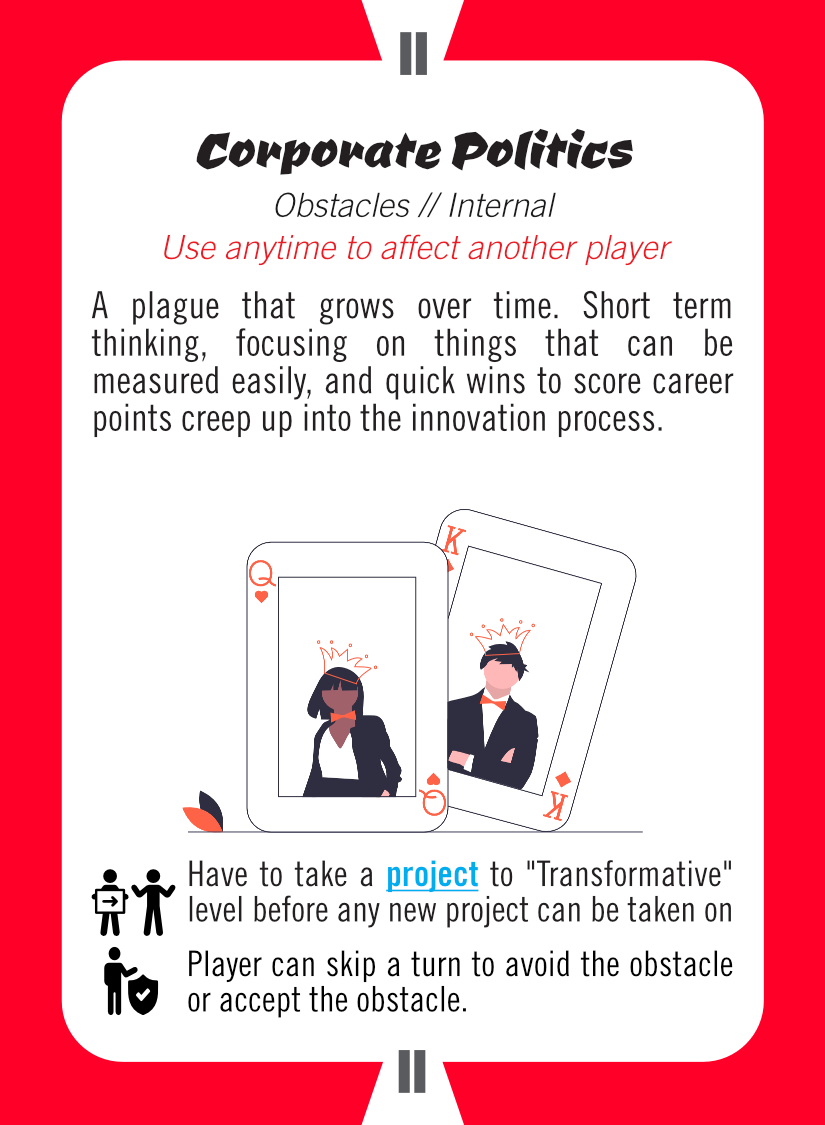 II
Corporate Politics
Obstacles // Internal
Use anytime to affect another player
A plague that grows over time. Short term
thinking, focusing on things that can be
measured easily, and quick wins to score career
points creep up into the innovation process.
Q
K
Q
K
Have to take a project to "Transformative"
level before any new project can be taken on
Player can skip a turn to avoid the obstacle
or accept the obstacle.
II